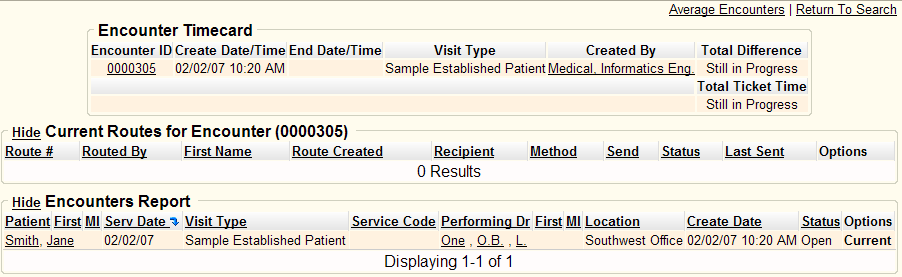 Average Encounters | Return To Search
Encounter Timecard
Encounter ID Create Date/Time End Date/Time Visit Type Created By Total Difference
0000305 02/02/07 10:20 AM Sample Established Patient Medical, Informatics Eng. Still in Progress
Total Ticket Time
Still in Progress
Hide Current Routes for Encounter (0000305)
Route # Routed By First Name Route Created Recipient Method Send Status Last Sent Options
0 Results
Hide Encounters Report
Patient First MI Serv Date Visit Type Service Code Performing Dr First MI Location Create Date Status Options
Smith, Jane 02/02/07 Sample Established Patient One , O.B. , L. Southwest Office 02/02/07 10:20 AM Open Current
Displaying 1-1 of 1